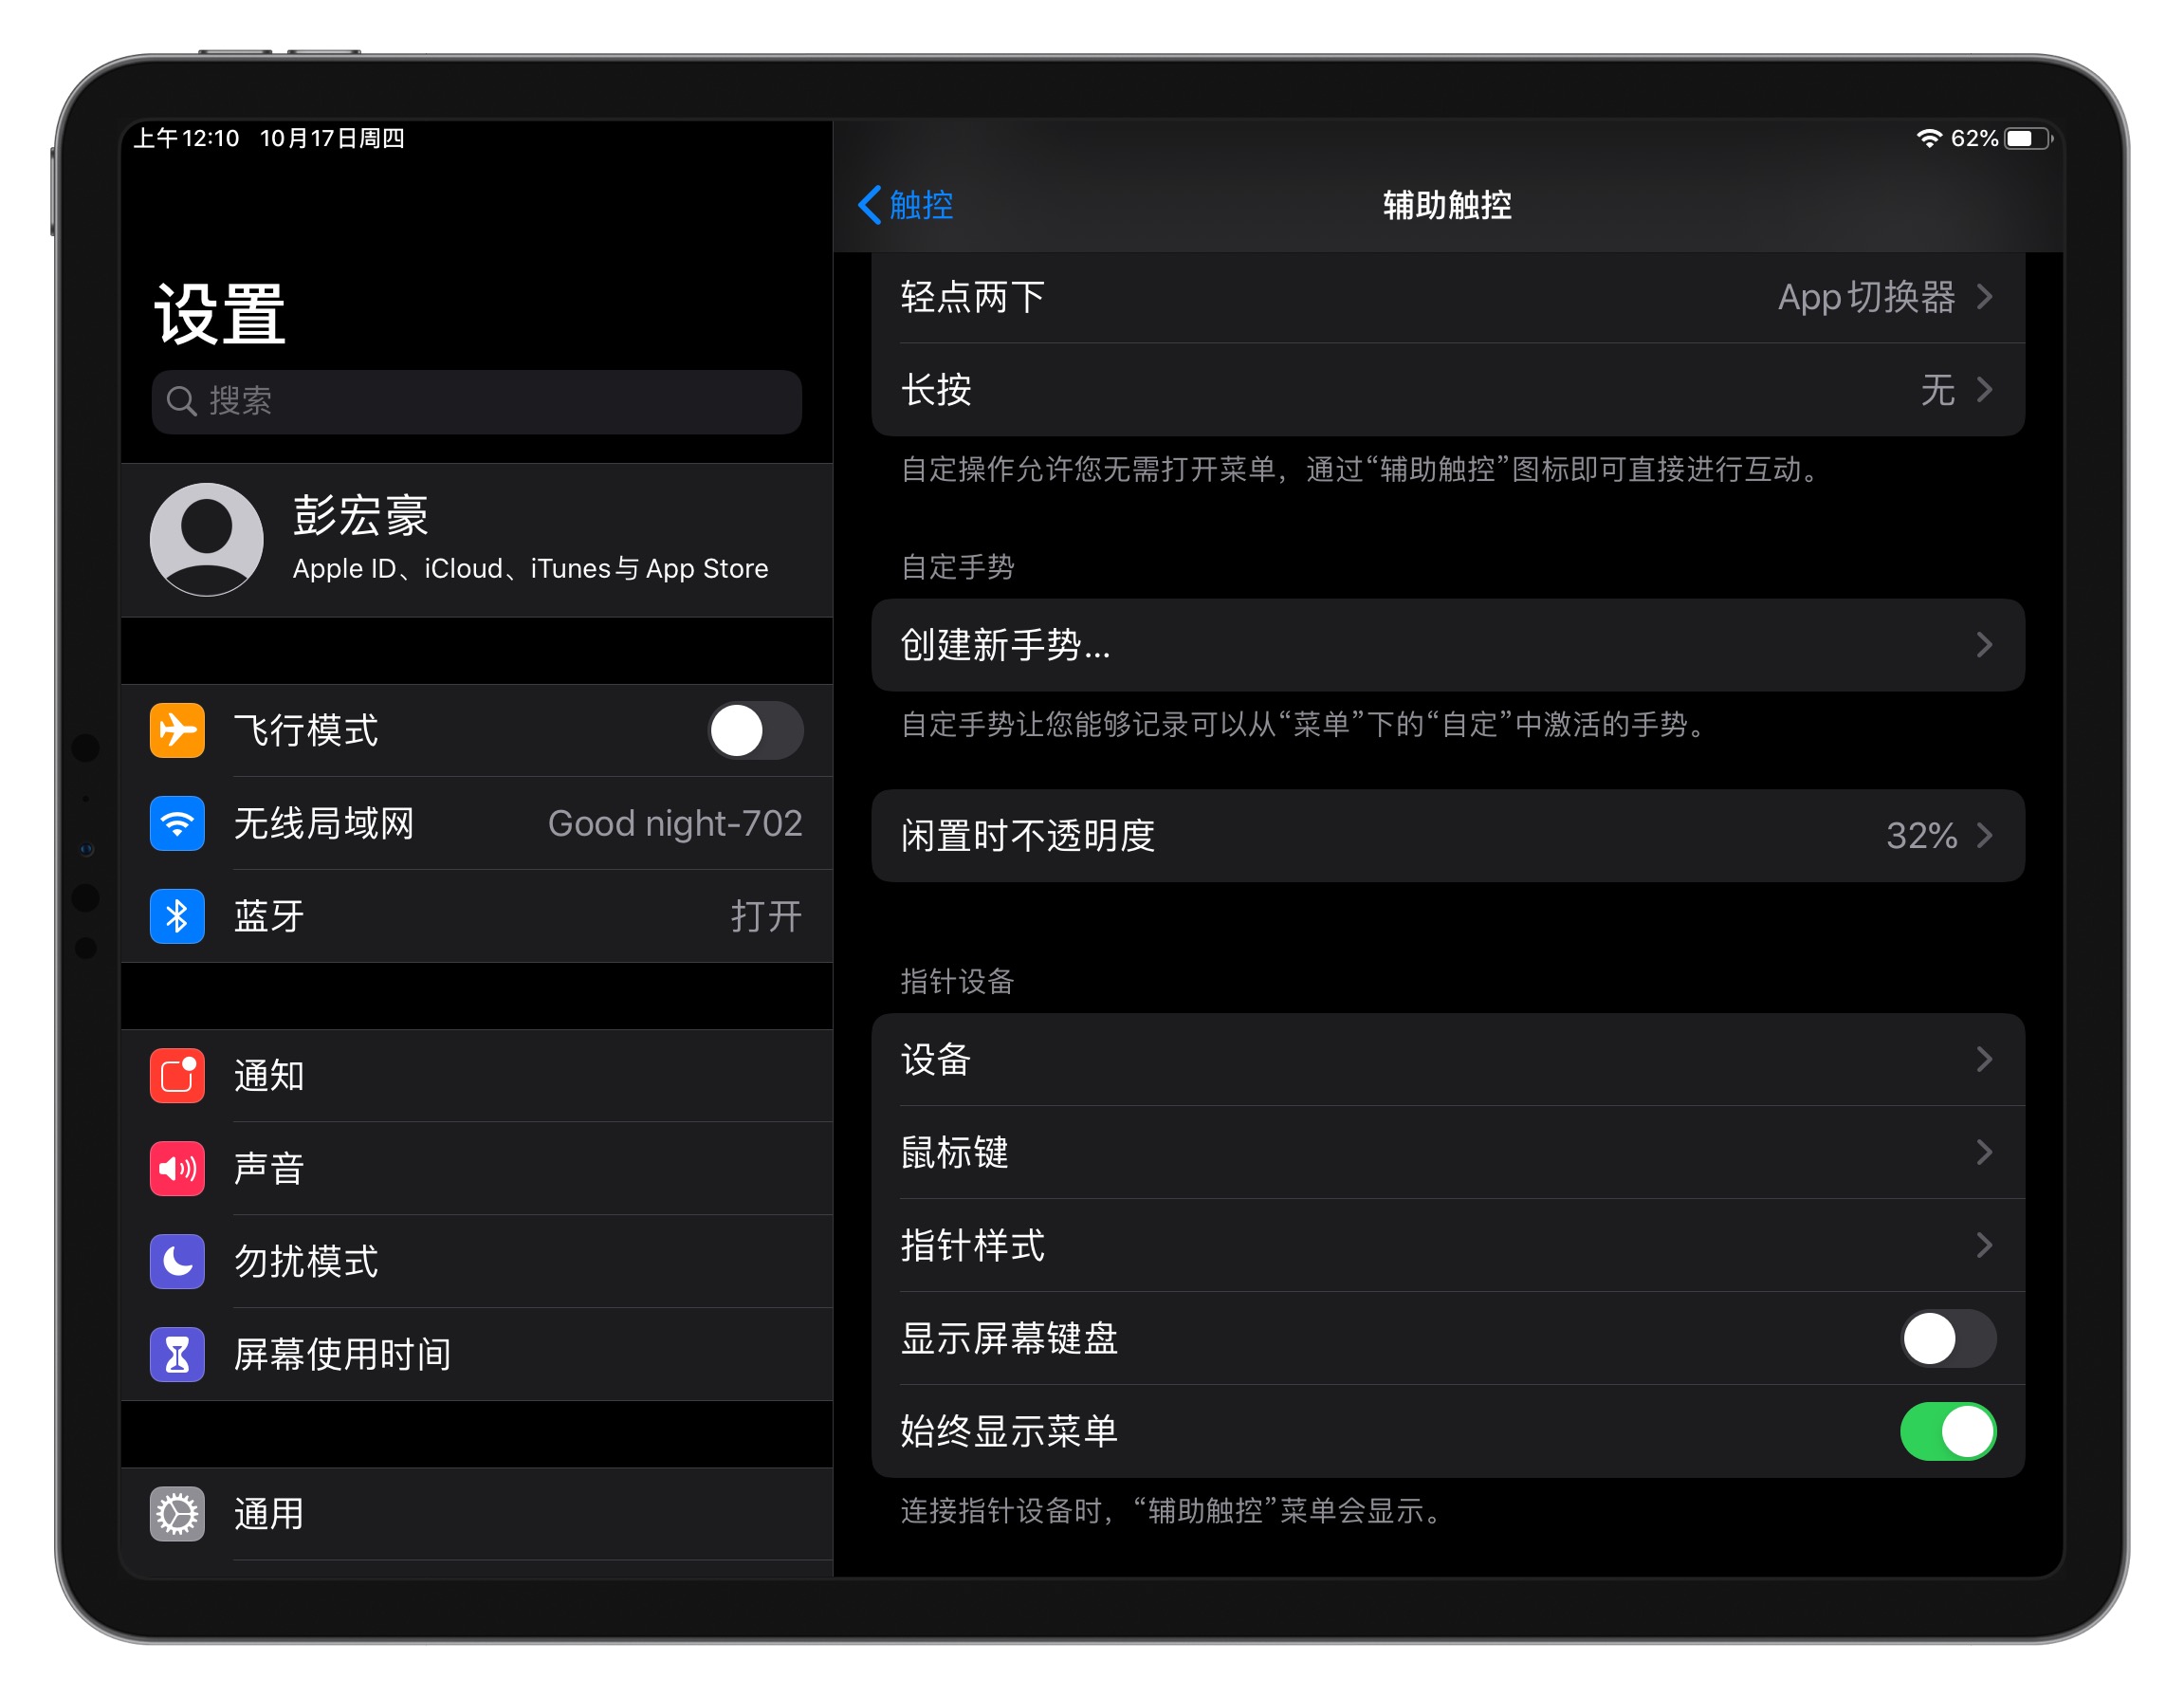 上午12:10 10月17日周四
62%
设置
搜索
彭宏豪
Apple ID、iCloud、iTunes与 App Store
飞行模式
无线局域网 Good night-702
蓝牙 打开
通知
声音
勿扰模式
屏幕使用时间
通用
触控 辅助触控
轻点两下 App 切换器
长按 无
自定操作允许您无需打开菜单，通过“辅助触控”图标即可直接进行互动。
自定手势
创建新手势...
自定手势让您能够记录可以从“菜单”下的“自定”中激活的手势。
闲置时不透明度 32%
指针设备
设备
鼠标键
指针样式
显示屏幕键盘
始终显示菜单
连接指针设备时，“辅助触控”菜单会显示。